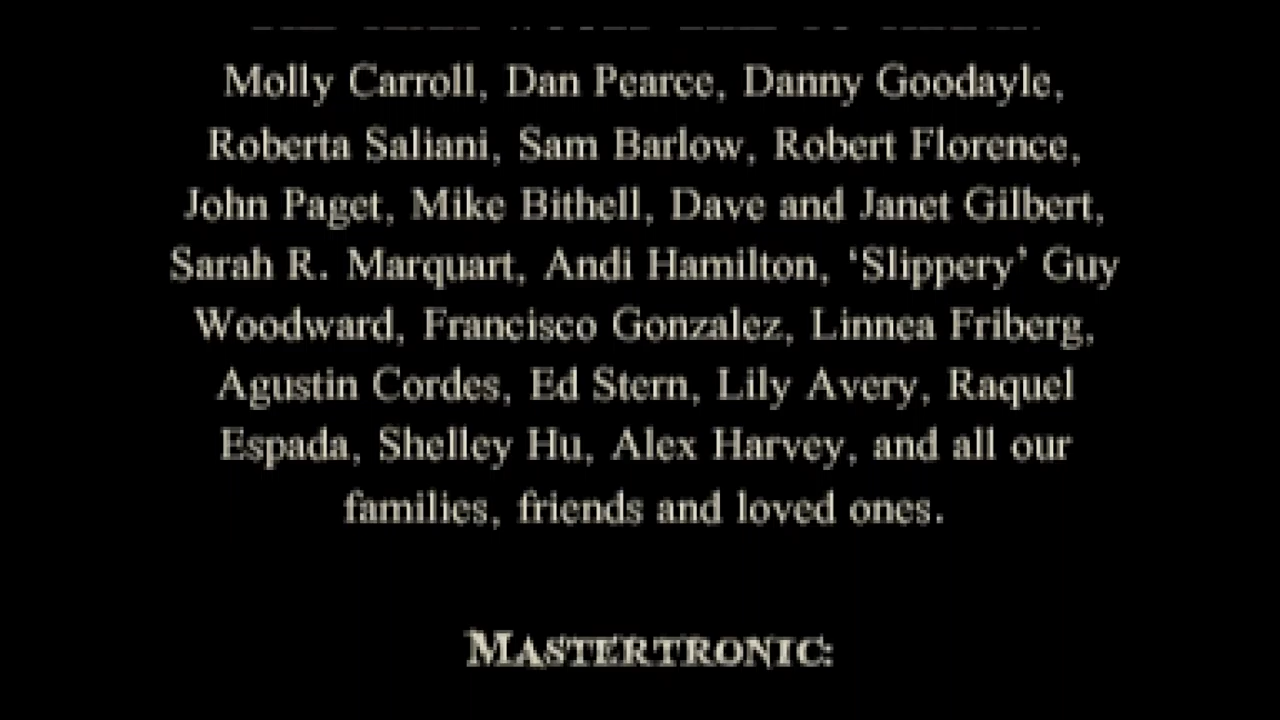 Molly Carroll, Dan Pearce, Danny Goodayle,
Roberta Saliani, Sam Barlow, Robert Florence,
John Paget, Mike Bithell, Dave and Janet Gilbert,
Sarah R. Marquart, Andi Hamilton, ‘Slippery’ Guy
Woodward, Francisco Gonzalez, Linnea Friberg,
Agustin Cordes, Ed Stern, Lily Avery, Raquel
Espada, Shelley Hu, Alex Harvey, and all our
families, friends and loved ones.
MASTERTRONIC: